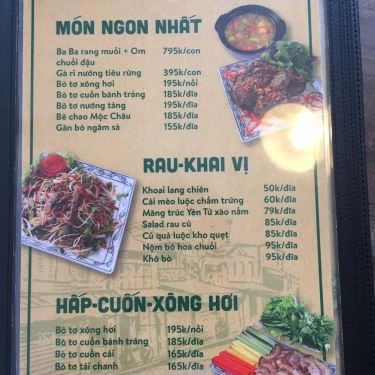 MÓN NGON NHẤT
Ba Ba rang muối + Om chuối đậu 795k/con
Gà ri nướng tiêu rừng 395k/con
Bò tơ xông hơi 195k/nồi
Bò tơ cuốn bánh tráng 185k/đĩa
Bò tơ nướng tảng 195k/đĩa
Bê chao Mộc Châu 185k/đĩa
Gân bò ngâm sả 155k/đĩa
RAU-KHAI VỊ
Khoai lang chiên 50k/đĩa
Cải mèo luộc chấm trứng 60k/đĩa
Măng trúc Yên Tử xào nấm 79k/đĩa
Salad rau củ 85k/đĩa
Củ quả luộc kho quẹt 85k/đĩa
Nộm bò hoa chuối 95k/đĩa
Khô bò 95k/đĩa
HẤP-CUỐN-XÔNG HƠI
Bò tơ xông hơi 195k/nồi
Bò tơ cuốn bánh tráng 185k/đĩa
Bò tơ cuốn cải 165k/đĩa
Bò tơ tái chanh 165k/đĩa